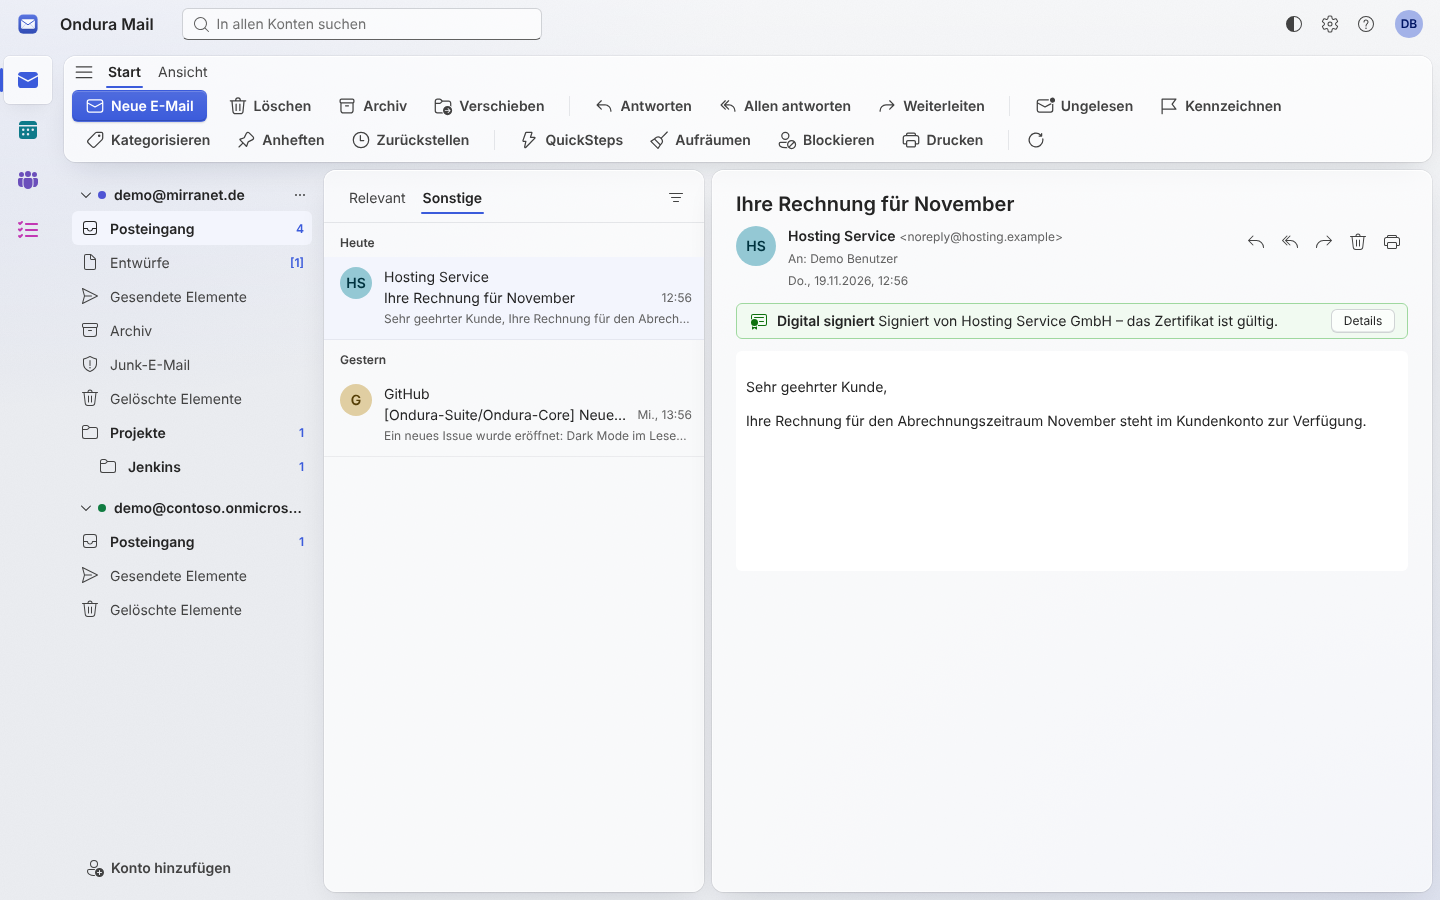 Ondura Mail
In allen Konten suchen
DB
Start
Ansicht
Neue E-Mail
Löschen
Archiv
Verschieben
Antworten
Allen antworten
Weiterleiten
Ungelesen
Kennzeichnen
Kategorisieren
Anheften
Zurückstellen
QuickSteps
Aufräumen
Blockieren
Drucken
demo@mirranet.de
Posteingang 4
Entwürfe [1]
Gesendete Elemente
Archiv
Junk-E-Mail
Gelöschte Elemente
Projekte 1
Jenkins 1
demo@contoso.onmicros...
Posteingang 1
Gesendete Elemente
Gelöschte Elemente
Konto hinzufügen
Relevant
Sonstige
Heute
HS
Hosting Service
Ihre Rechnung für November 12:56
Sehr geehrter Kunde, Ihre Rechnung für den Abrech...
Gestern
G
GitHub
[Ondura-Suite/Ondura-Core] Neue... Mi., 13:56
Ein neues Issue wurde eröffnet: Dark Mode im Lese...
Ihre Rechnung für November
HS
Hosting Service <noreply@hosting.example>
An: Demo Benutzer
Do., 19.11.2026, 12:56
Digital signiert Signiert von Hosting Service GmbH – das Zertifikat ist gültig.
Details
Sehr geehrter Kunde,
Ihre Rechnung für den Abrechnungszeitraum November steht im Kundenkonto zur Verfügung.